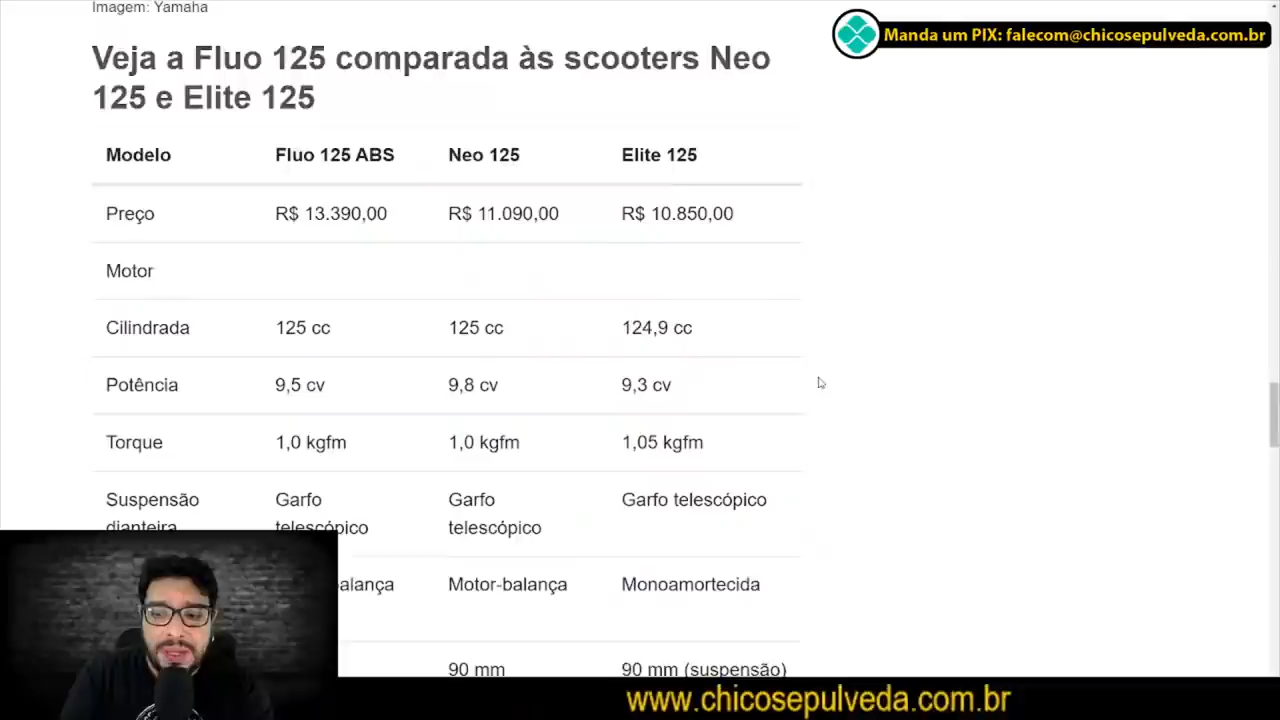 Imagem: Yamaha
Manda um PIX: falecom@chicosepulveda.com.br
Veja a Fluo 125 comparada às scooters Neo
125 e Elite 125
Modelo Fluo 125 ABS Neo 125 Elite 125
Preço R$ 13.390,00 R$ 11.090,00 R$ 10.850,00
Motor
Cilindrada 125 cc 125 cc 124,9 cc
Potência 9,5 cv 9,8 cv 9,3 cv
Torque 1,0 kgfm 1,0 kgfm 1,05 kgfm
Suspensão Garfo Garfo Garfo telescópico
dianteira telescópico telescópico
balança Motor-balança Monoamortecida
90 mm 90 mm (suspensão)
www.chicosepulveda.com.br